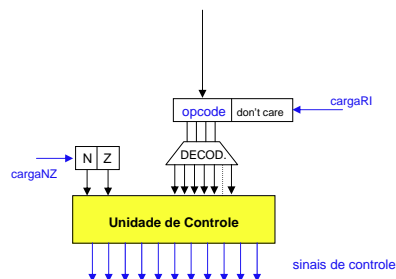 cargaRI
opcode don't care
N Z DECOD.
cargaNZ
Unidade de Controle
sinais de controle